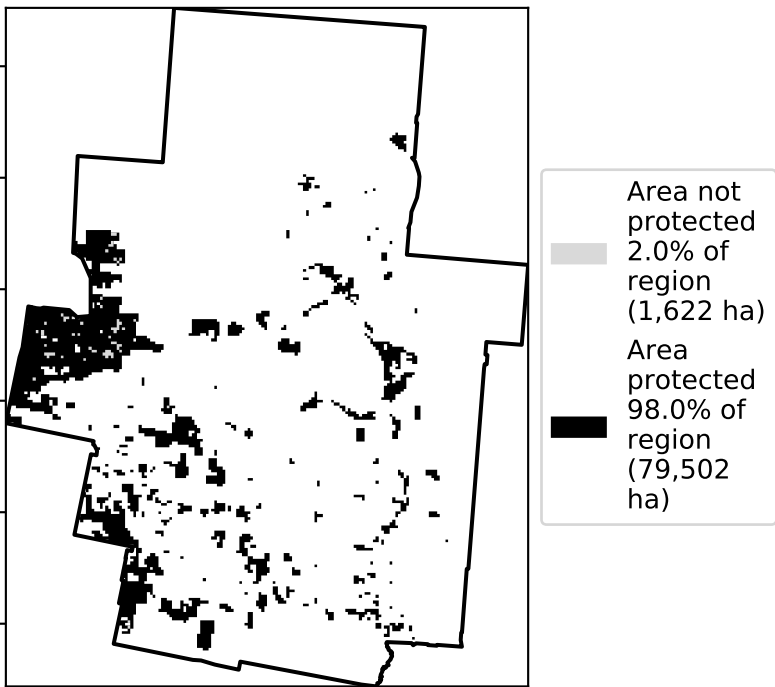 Area not
protected
2.0% of
region
(1,622 ha)
Area
protected
98.0% of
region
(79,502
ha)